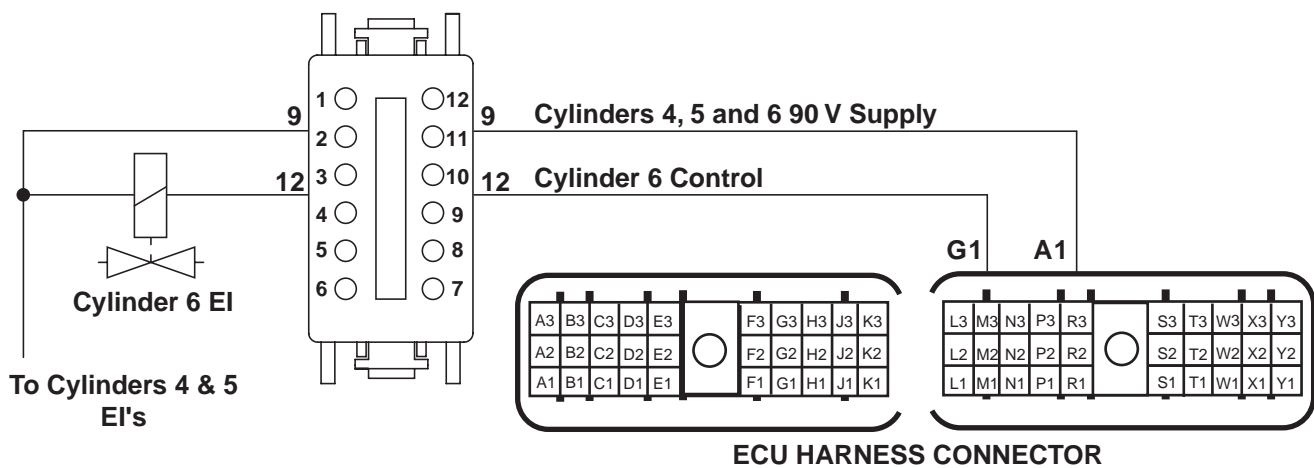 1 12
9 9 Cylinders 4, 5 and 6 90 V Supply
2 11
3 10
12 12 Cylinder 6 Control
4 9
5 8
6 7
Cylinder 6 EI
To Cylinders 4 & 5
EI's
G1 A1
A3 B3 C3 D3 E3 F3 G3 H3 J3 K3 L3 M3 N3 P3 R3 S3 T3 W3 X3 Y3
A2 B2 C2 D2 E2 F2 G2 H2 J2 K2 L2 M2 N2 P2 R2 S2 T2 W2 X2 Y2
A1 B1 C1 D1 E1 F1 G1 H1 J1 K1 L1 M1 N1 P1 R1 S1 T1 W1 X1 Y1
ECU HARNESS CONNECTOR